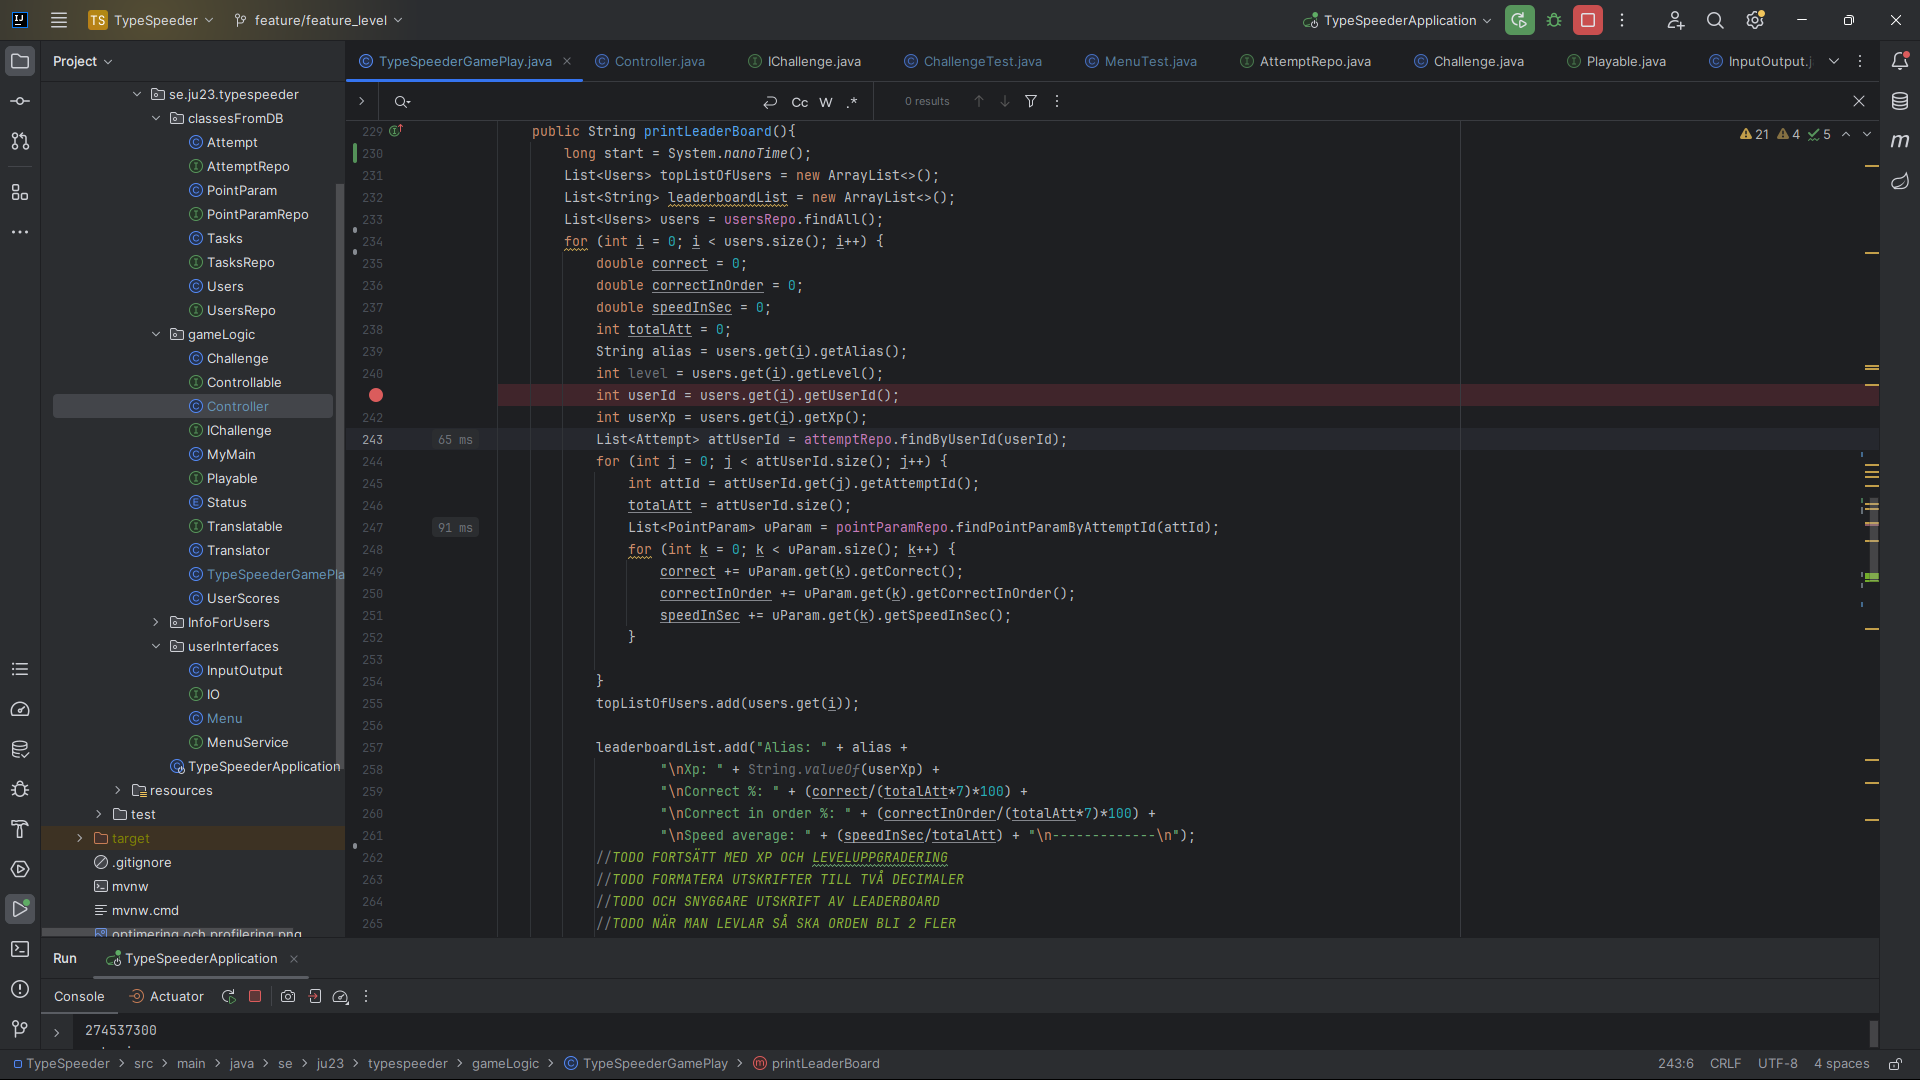 TS TypeSpeeder feature/feature_level TypeSpeederApplication
Project
TypeSpeederGamePlay.java Controller.java IChallenge.java ChallengeTest.java MenuTest.java AttemptRepo.java Challenge.java Playable.java InputOutput.j
Cc W .* 0 results
se.ju23.typespeeder
classesFromDB
Attempt
AttemptRepo
PointParam
PointParamRepo
Tasks
TasksRepo
Users
UsersRepo
gameLogic
Challenge
Controllable
Controller
IChallenge
MyMain
Playable
Status
Translatable
Translator
TypeSpeederGamePla
UserScores
InfoForUsers
userInterfaces
InputOutput
IO
Menu
MenuService
TypeSpeederApplication
resources
test
target
.gitignore
mvnw
mvnw.cmd
optimering och profilering.png
21 4 5
229 public String printLeaderBoard(){
230 long start = System.nanoTime();
231 List<Users> topListOfUsers = new ArrayList<>();
232 List<String> leaderboardList = new ArrayList<>();
233 List<Users> users = usersRepo.findAll();
234 for (int i = 0; i < users.size(); i++) {
235 double correct = 0;
236 double correctInOrder = 0;
237 double speedInSec = 0;
238 int totalAtt = 0;
239 String alias = users.get(i).getAlias();
240 int level = users.get(i).getLevel();
int userId = users.get(i).getUserId();
242 int userXp = users.get(i).getXp();
243 65 ms List<Attempt> attUserId = attemptRepo.findByUserId(userId);
244 for (int j = 0; j < attUserId.size(); j++) {
245 int attId = attUserId.get(j).getAttemptId();
246 totalAtt = attUserId.size();
247 91 ms List<PointParam> uParam = pointParamRepo.findPointParamByAttemptId(attId);
248 for (int k = 0; k < uParam.size(); k++) {
249 correct += uParam.get(k).getCorrect();
250 correctInOrder += uParam.get(k).getCorrectInOrder();
251 speedInSec += uParam.get(k).getSpeedInSec();
252 }
253
254 }
255 topListOfUsers.add(users.get(i));
256
257 leaderboardList.add("Alias: " + alias +
258 "\nXp: " + String.valueOf(userXp) +
259 "\nCorrect %: " + (correct/(totalAtt*7)*100) +
260 "\nCorrect in order %: " + (correctInOrder/(totalAtt*7)*100) +
261 "\nSpeed average: " + (speedInSec/totalAtt) + "\n-------------\n");
262 //TODO FORTSÄTT MED XP OCH LEVELUPPGRADERING
263 //TODO FORMATERA UTSKRIFTER TILL TVÅ DECIMALER
264 //TODO OCH SNYGGARE UTSKRIFT AV LEADERBOARD
265 //TODO NÄR MAN LEVLAR SÅ SKA ORDEN BLI 2 FLER
Run TypeSpeederApplication
Console Actuator
274537300
TypeSpeeder > src > main > java > se > ju23 > typespeeder > gameLogic > TypeSpeederGamePlay > printLeaderBoard 243:6 CRLF UTF-8 4 spaces